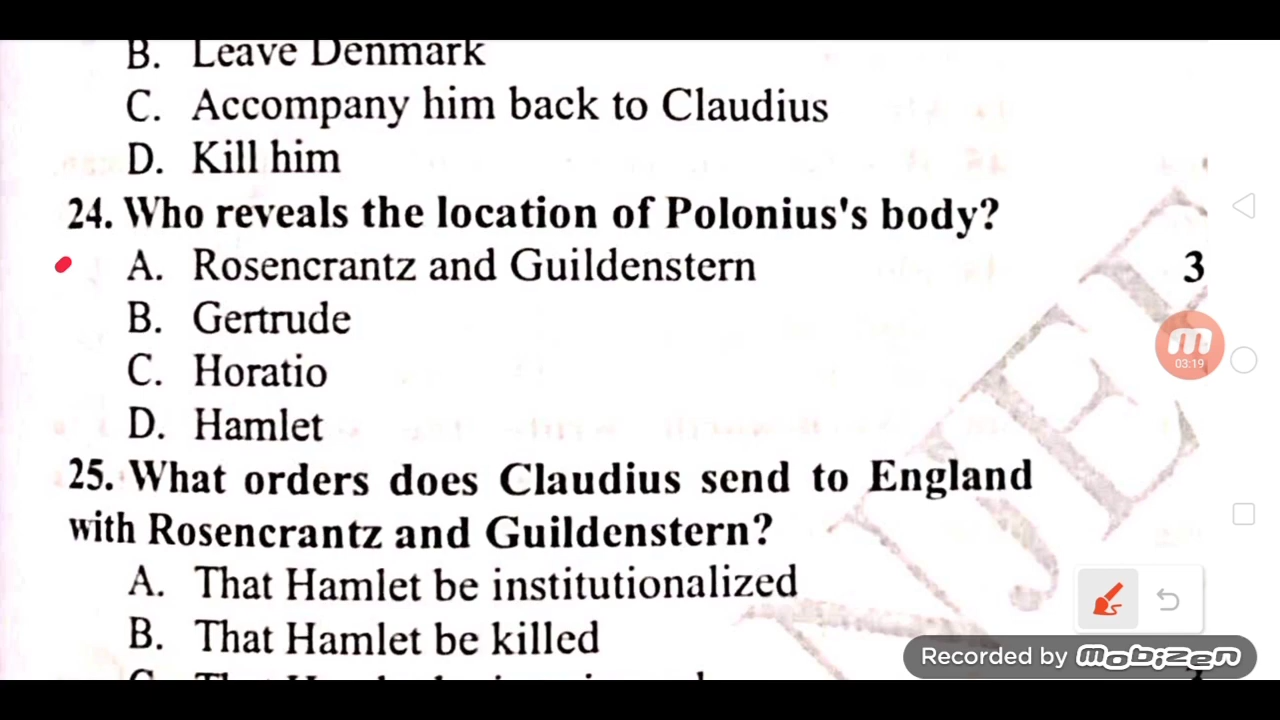 B. Leave Denmark
C. Accompany him back to Claudius
D. Kill him
24. Who reveals the location of Polonius's body?
A. Rosencrantz and Guildenstern
3
B. Gertrude
03:19
C. Horatio
D. Hamlet
25. What orders does Claudius send to England
with Rosencrantz and Guildenstern?
A. That Hamlet be institutionalized
B. That Hamlet be killed
Recorded by mobizen